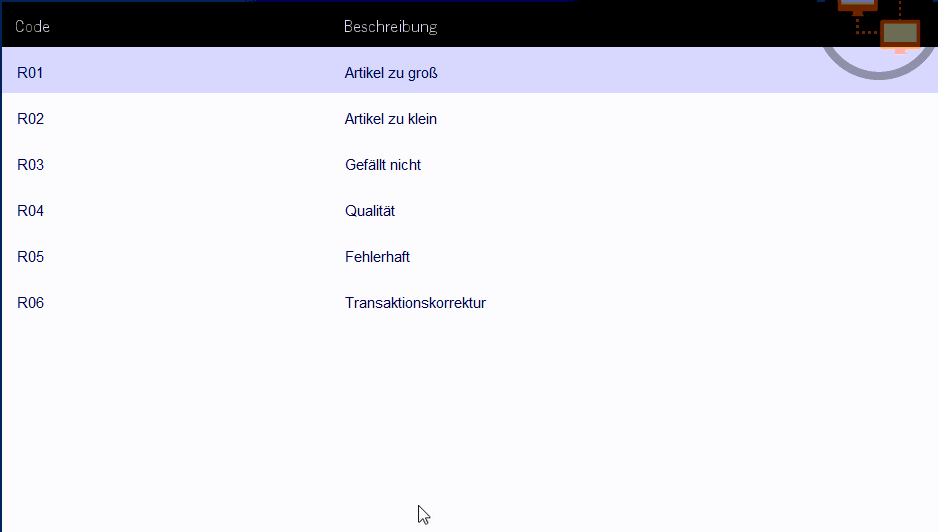 Code Beschreibung
R01 Artikel zu groß
R02 Artikel zu klein
R03 Gefällt nicht
R04 Qualität
R05 Fehlerhaft
R06 Transaktionskorrektur